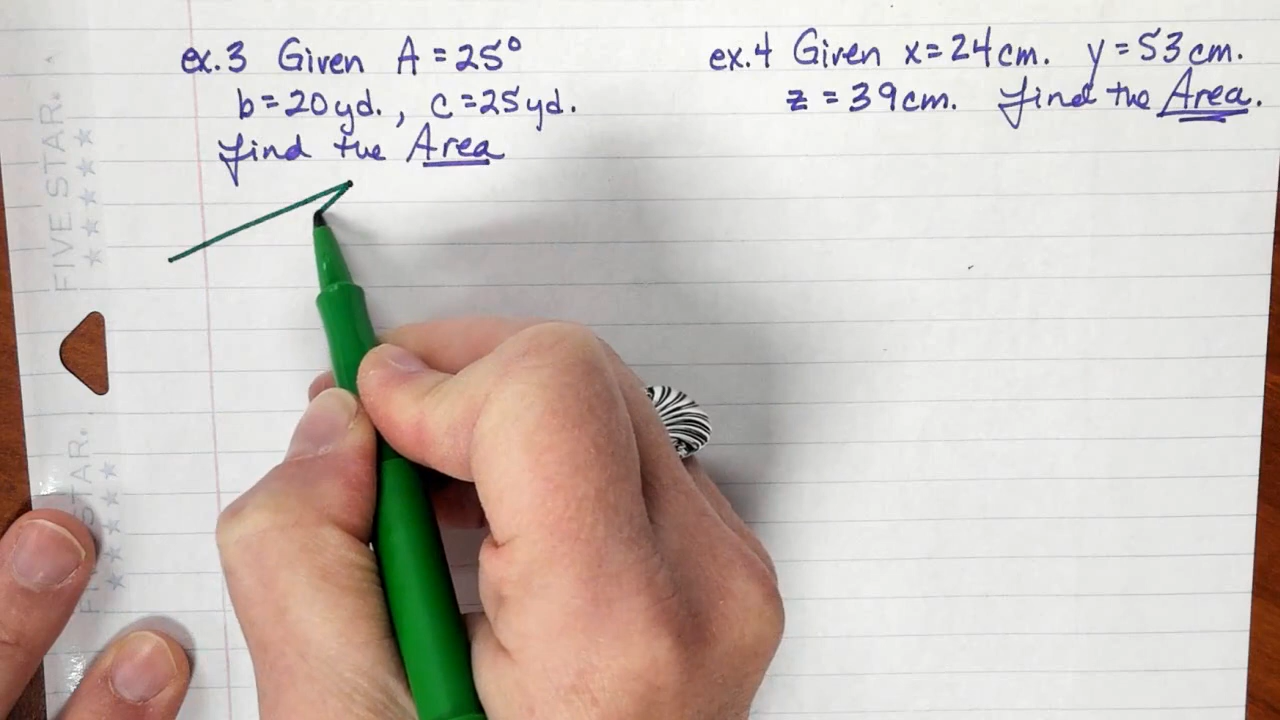 ex.3 Given A = 25°
b = 20 yd., c = 25 yd.
find the Area
ex.4 Given x = 24 cm. y = 53 cm.
z = 39 cm. find the Area.
FIVE STAR.
FIVE STAR.